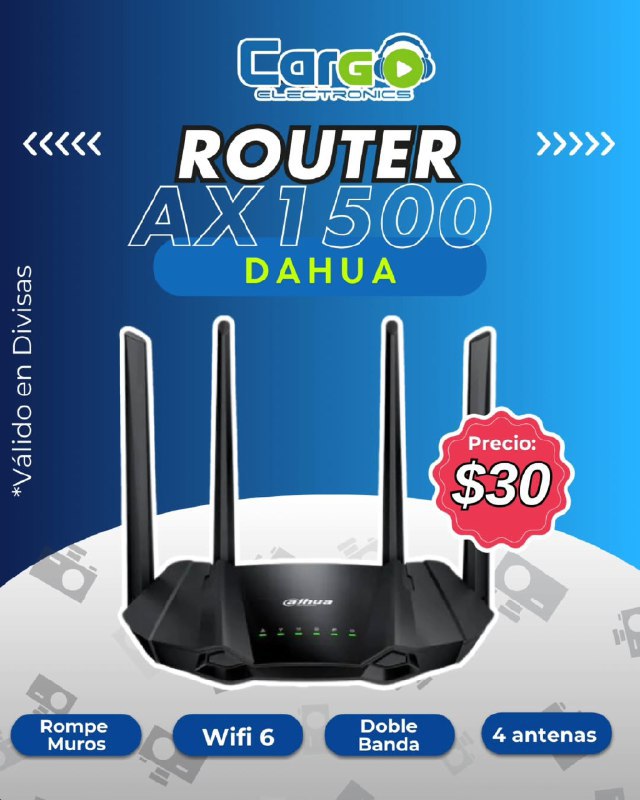 CarGO
ELECTRONICS
ROUTER
AX1500
DAHUA
*Válido en Divisas
Precio:
$30
alhua
Rompe
Muros
Wifi 6
Doble
Banda
4 antenas